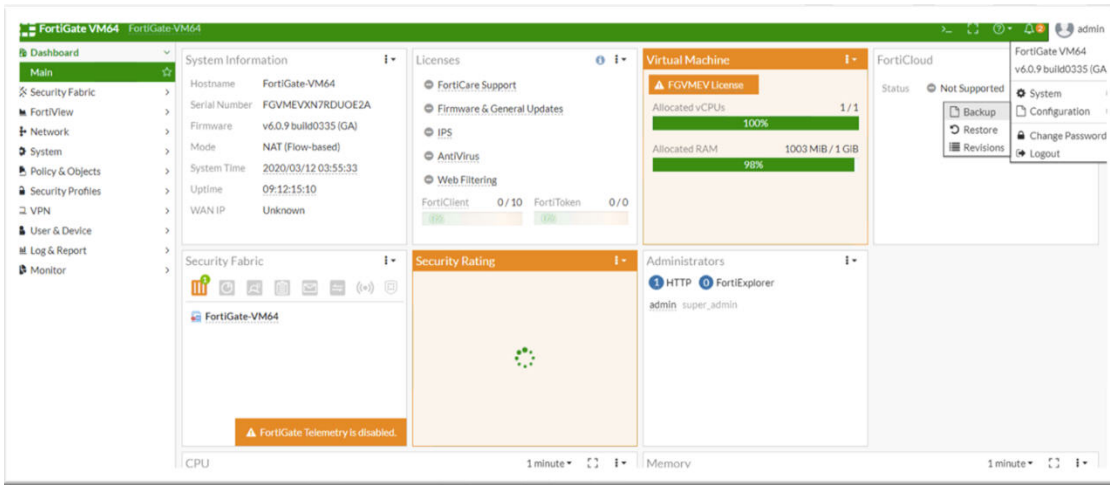 FortiGate VM64 FortiGate-VM64
admin
Dashboard
Main
Security Fabric
FortiView
Network
System
Policy & Objects
Security Profiles
VPN
User & Device
Log & Report
Monitor
System Information
Hostname FortiGate-VM64
Serial Number FGVMEVXN7RDUOE2A
Firmware v6.0.9 build0335 (GA)
Mode NAT (Flow-based)
System Time 2020/03/12 03:55:33
Uptime 09:12:15:10
WAN IP Unknown
Licenses
FortiCare Support
Firmware & General Updates
IPS
AntiVirus
Web Filtering
FortiClient 0 / 10 FortiToken 0 / 0
Virtual Machine
FGVMEV License
Allocated vCPUs 1 / 1
100%
Allocated RAM 1003 MiB / 1 GiB
98%
FortiCloud
Status Not Supported
FortiGate VM64
v6.0.9 build0335 (GA
System
Configuration
Change Password
Logout
Backup
Restore
Revisions
Security Fabric
1
FortiGate-VM64
FortiGate Telemetry is disabled.
Security Rating
Administrators
1 HTTP 0 FortiExplorer
admin super_admin
CPU 1 minute
Memory 1 minute